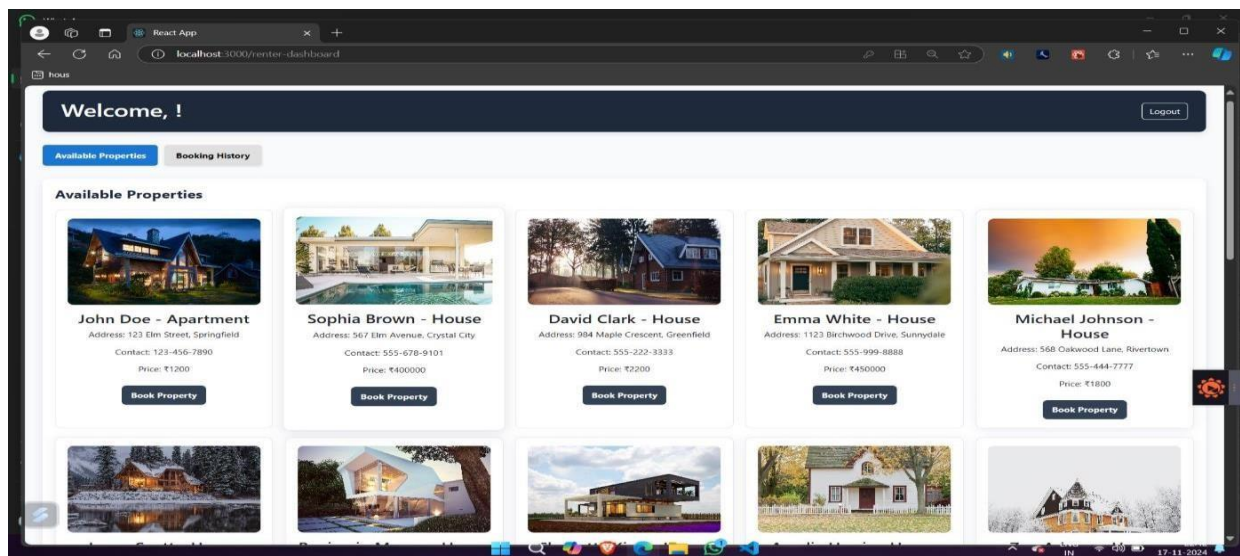 React App
localhost:3000/renter-dashboard
hous
Welcome, !
Logout
Available Properties
Booking History
Available Properties
John Doe - Apartment
Address: 123 Elm Street, Springfield
Contact: 123-456-7890
Price: ₹1200
Book Property
Sophia Brown - House
Address: 567 Elm Avenue, Crystal City
Contact: 555-678-9101
Price: ₹400000
Book Property
David Clark - House
Address: 984 Maple Crescent, Greenfield
Contact: 555-222-3333
Price: ₹2200
Book Property
Emma White - House
Address: 1123 Birchwood Drive, Sunnydale
Contact: 555-999-8888
Price: ₹450000
Book Property
Michael Johnson -
House
Address: 568 Oakwood Lane, Rivertown
Contact: 555-444-7777
Price: ₹1800
Book Property
IN
17-11-2024